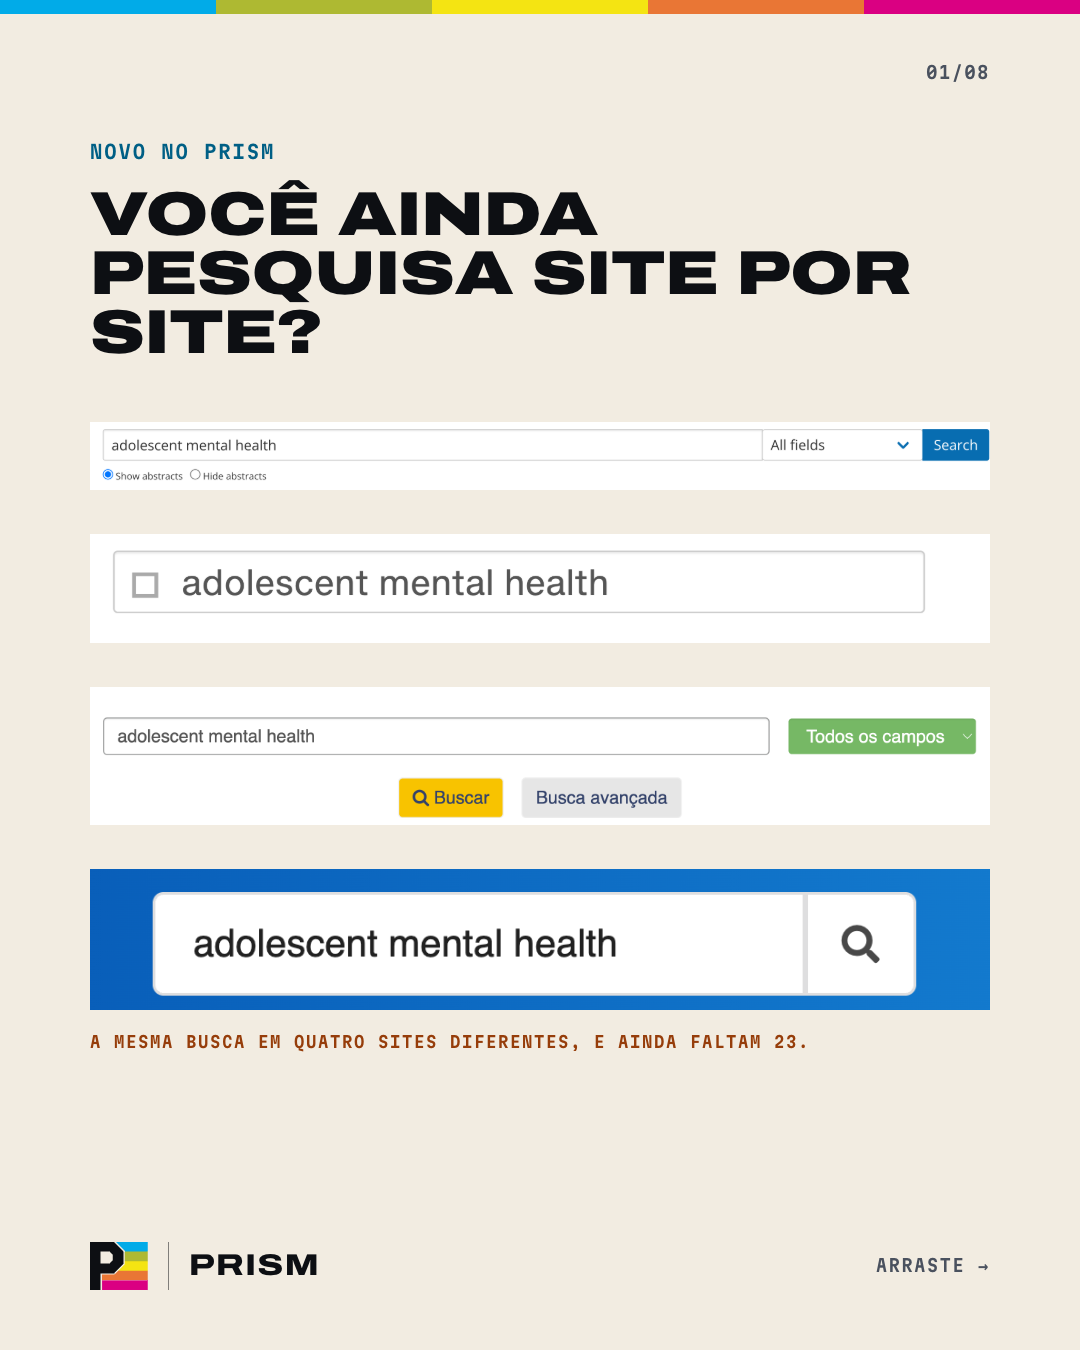 01/08
NOVO NO PRISM
VOCÊ AINDA
PESQUISA SITE POR
SITE?
adolescent mental health All fields Search
Show abstracts Hide abstracts
adolescent mental health
adolescent mental health Todos os campos
Buscar Busca avançada
adolescent mental health
A MESMA BUSCA EM QUATRO SITES DIFERENTES, E AINDA FALTAM 23.
P PRISM ARRASTE →